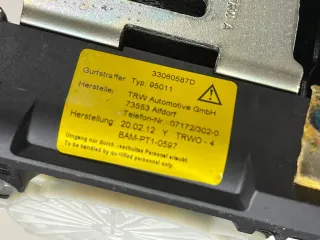 33060587D
Gurtstraffer Typ: 95011
Hersteller: TRW Automotive GmbH
73553 Alfdorf
Telefon-Nr.: 07172/302-0
Herstellung: 20.02.12 Y TRWO - 4
BAM-PT1-0597
Umgang nur durch geschultes Personal erlaubt
To be handled by qualified personnel only.